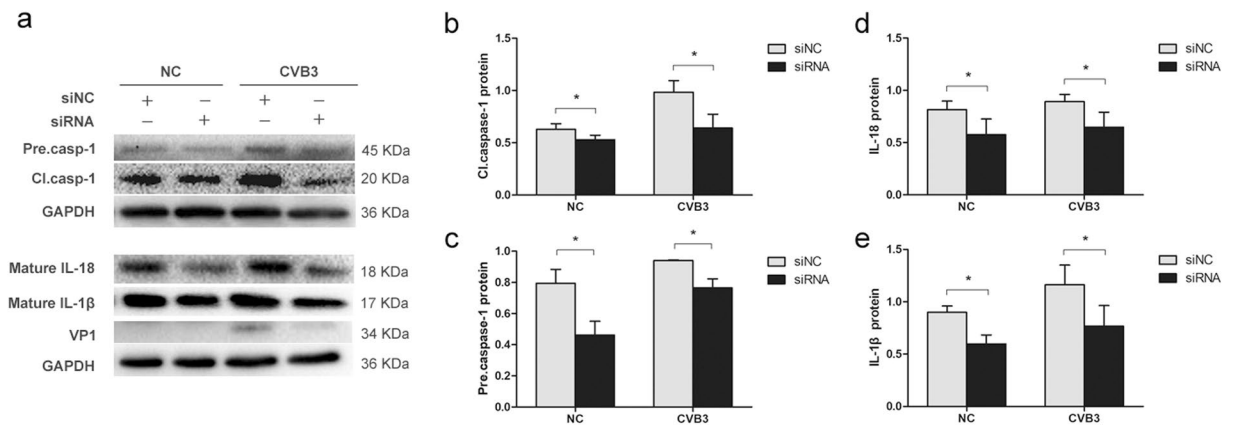 a
NC CVB3
siNC + – + –
siRNA – + – +
Pre.casp-1 45 KDa
Cl.casp-1 20 KDa
GAPDH 36 KDa
Mature IL-18 18 KDa
Mature IL-1β 17 KDa
VP1 34 KDa
GAPDH 36 KDa
b
Cl.caspase-1 protein
1.5
1.0
0.5
0.0
* *
NC CVB3
siNC
siRNA
c
Pre.caspase-1 protein
1.0
0.8
0.6
0.4
0.2
0.0
* *
NC CVB3
siNC
siRNA
d
IL-18 protein
1.5
1.0
0.5
0.0
* *
NC CVB3
siNC
siRNA
e
IL-1β protein
1.5
1.0
0.5
0.0
* *
NC CVB3
siNC
siRNA